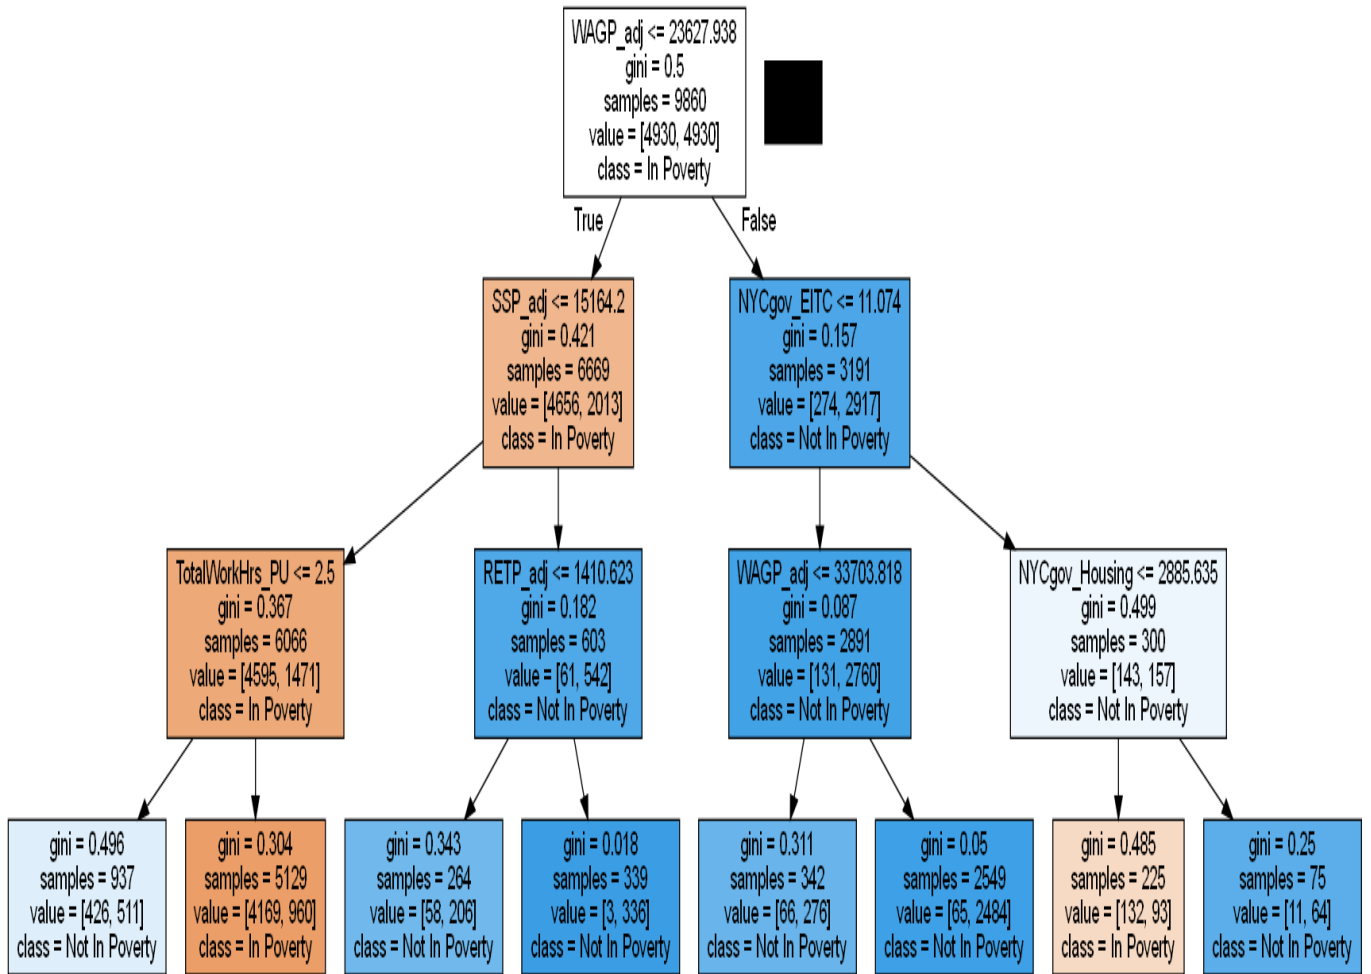 WAGP_adj <= 23627.938
gini = 0.5
samples = 9860
value = [4930, 4930]
class = In Poverty
True
False
SSP_adj <= 15164.2
gini = 0.421
samples = 6669
value = [4656, 2013]
class = In Poverty
NYCgov_EITC <= 11.074
gini = 0.157
samples = 3191
value = [274, 2917]
class = Not In Poverty
TotalWorkHrs_PU <= 2.5
gini = 0.367
samples = 6066
value = [4595, 1471]
class = In Poverty
RETP_adj <= 1410.623
gini = 0.182
samples = 603
value = [61, 542]
class = Not In Poverty
WAGP_adj <= 33703.818
gini = 0.087
samples = 2891
value = [131, 2760]
class = Not In Poverty
NYCgov_Housing <= 2885.635
gini = 0.499
samples = 300
value = [143, 157]
class = Not In Poverty
gini = 0.496
samples = 937
value = [426, 511]
class = Not In Poverty
gini = 0.304
samples = 5129
value = [4169, 960]
class = In Poverty
gini = 0.343
samples = 264
value = [58, 206]
class = Not In Poverty
gini = 0.018
samples = 339
value = [3, 336]
class = Not In Poverty
gini = 0.311
samples = 342
value = [66, 276]
class = Not In Poverty
gini = 0.05
samples = 2549
value = [65, 2484]
class = Not In Poverty
gini = 0.485
samples = 225
value = [132, 93]
class = In Poverty
gini = 0.25
samples = 75
value = [11, 64]
class = Not In Poverty